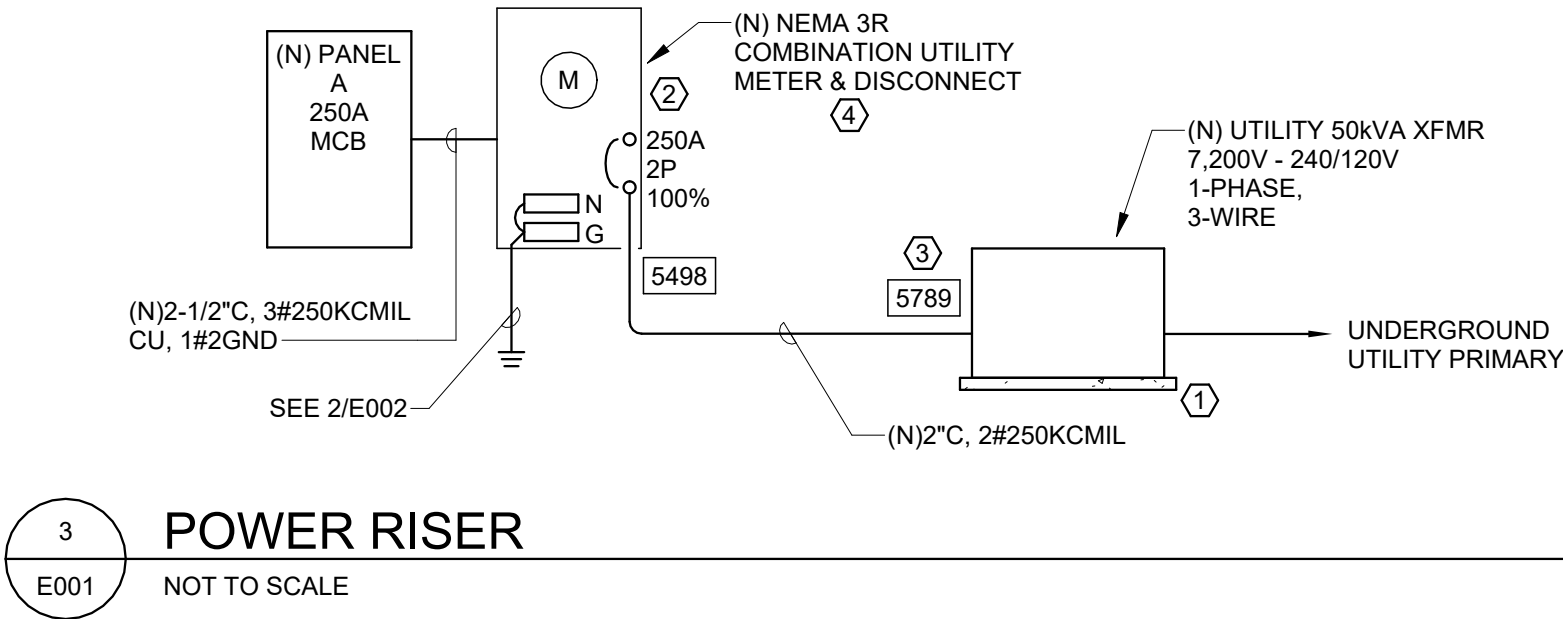 (N) PANEL
A
250A
MCB
M
2
250A
2P
100%
N
G
(N) NEMA 3R
COMBINATION UTILITY
METER & DISCONNECT
4
(N) UTILITY 50kVA XFMR
7,200V - 240/120V
1-PHASE,
3-WIRE
5498
3
5789
(N)2-1/2"C, 3#250KCMIL
CU, 1#2GND
SEE 2/E002
UNDERGROUND
UTILITY PRIMARY
1
(N)2"C, 2#250KCMIL
3
E001
POWER RISER
NOT TO SCALE